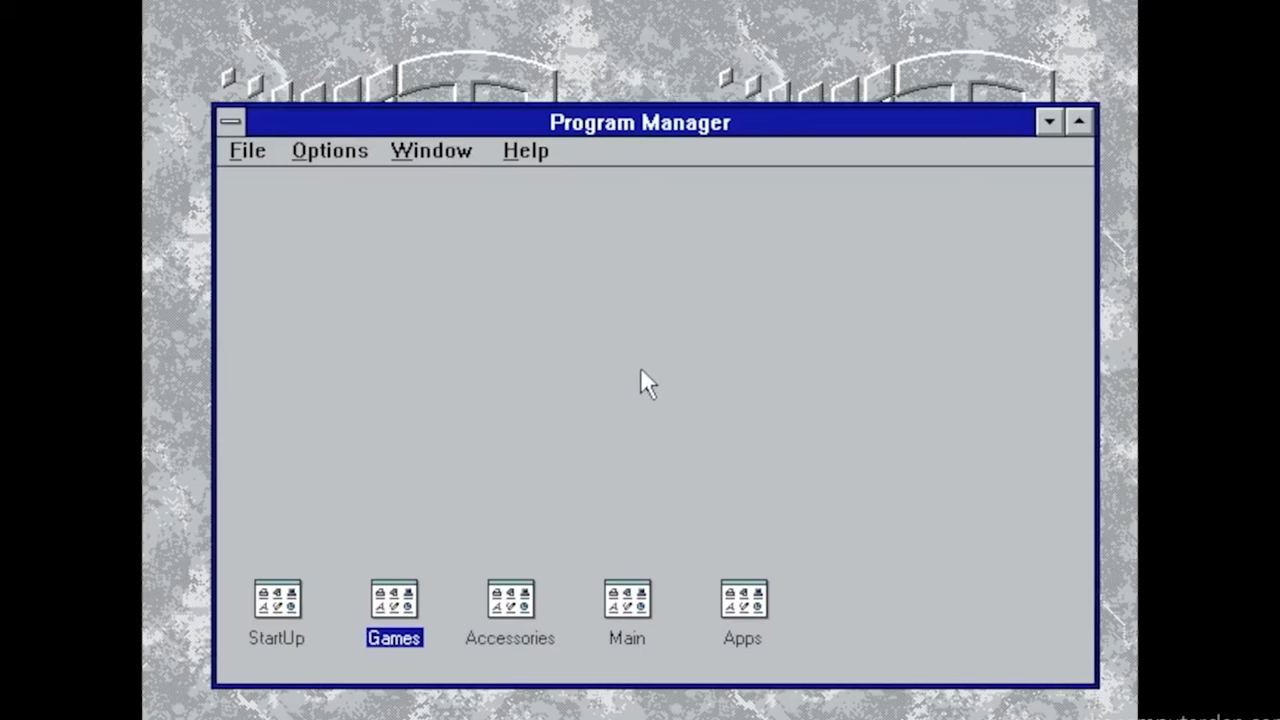 Program Manager
File Options Window Help
StartUp Games Accessories Main Apps